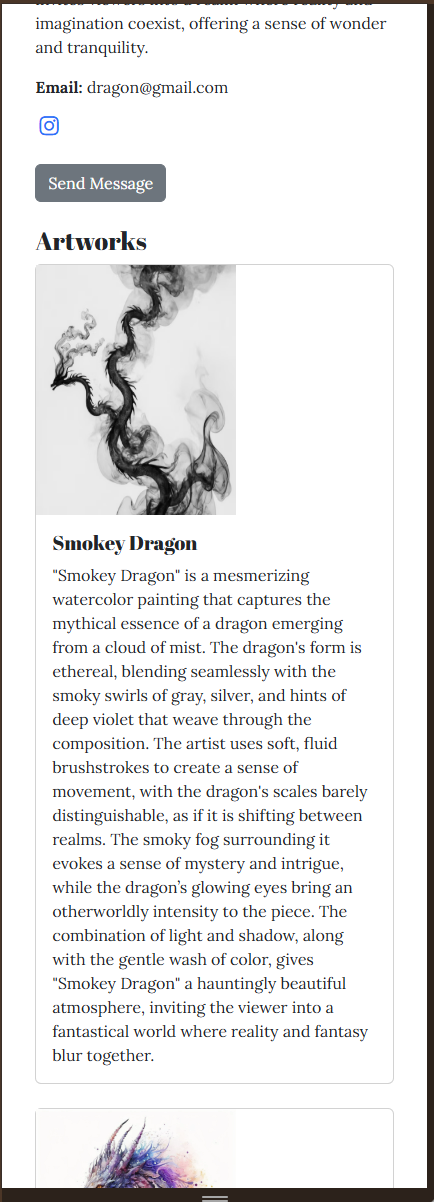 imagination coexist, offering a sense of wonder
and tranquility.
Email: dragon@gmail.com
Send Message
Artworks
Smokey Dragon
"Smokey Dragon" is a mesmerizing
watercolor painting that captures the
mythical essence of a dragon emerging
from a cloud of mist. The dragon's form is
ethereal, blending seamlessly with the
smoky swirls of gray, silver, and hints of
deep violet that weave through the
composition. The artist uses soft, fluid
brushstrokes to create a sense of
movement, with the dragon's scales barely
distinguishable, as if it is shifting between
realms. The smoky fog surrounding it
evokes a sense of mystery and intrigue,
while the dragon’s glowing eyes bring an
otherworldly intensity to the piece. The
combination of light and shadow, along
with the gentle wash of color, gives
"Smokey Dragon" a hauntingly beautiful
atmosphere, inviting the viewer into a
fantastical world where reality and fantasy
blur together.